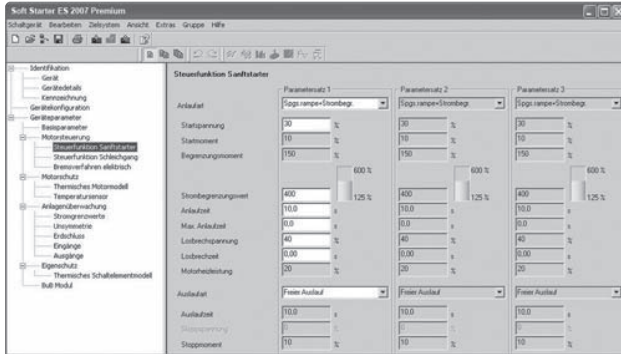 Soft Starter ES 2007 Premium
Schaltgerät Bearbeiten Zielsystem Ansicht Extras Gruppe Hilfe
Identifikation
Gerät
Gerätedetails
Kennzeichnung
Gerätekonfiguration
Geräteparameter
Basisparameter
Motorsteuerung
Steuerfunktion Sanftstarter
Steuerfunktion Schleichgang
Bremsverfahren elektrisch
Motorschutz
Thermisches Motormodell
Temperatursensor
Anlagenüberwachung
Stromgrenzwerte
Unsymmetrie
Erdschluss
Eingänge
Ausgänge
Eigenschutz
Thermisches Schaltelementmodell
BuB Modul
Steuerfunktion Sanftstarter
Parametersatz 1 Parametersatz 2 Parametersatz 3
Anlaufart Spgs.rampe+Strombegr. Spgs.rampe+Strombegr. Spgs.rampe+Strombegr.
Startspannung 30 % 30 % 30 %
Startmoment 10 % 10 % 10 %
Begrenzungsmoment 150 % 150 % 150 %
600 % 600 % 600 %
Strombegrenzungswert 400 125 % 400 125 % 400 125 %
Anlaufzeit 10,0 s 10,0 s 10,0 s
Max. Anlaufzeit 0,0 s 0,0 s 0,0 s
Losbrechspannung 40 % 40 % 40 %
Losbrechzeit 0,00 s 0,00 s 0,00 s
Motorheizleistung 20 % 20 % 20 %
Auslaufart Freier Auslauf Freier Auslauf Freier Auslauf
Auslaufzeit 10,0 s 10,0 s 10,0 s
Stoppmoment 10 % 10 % 10 %